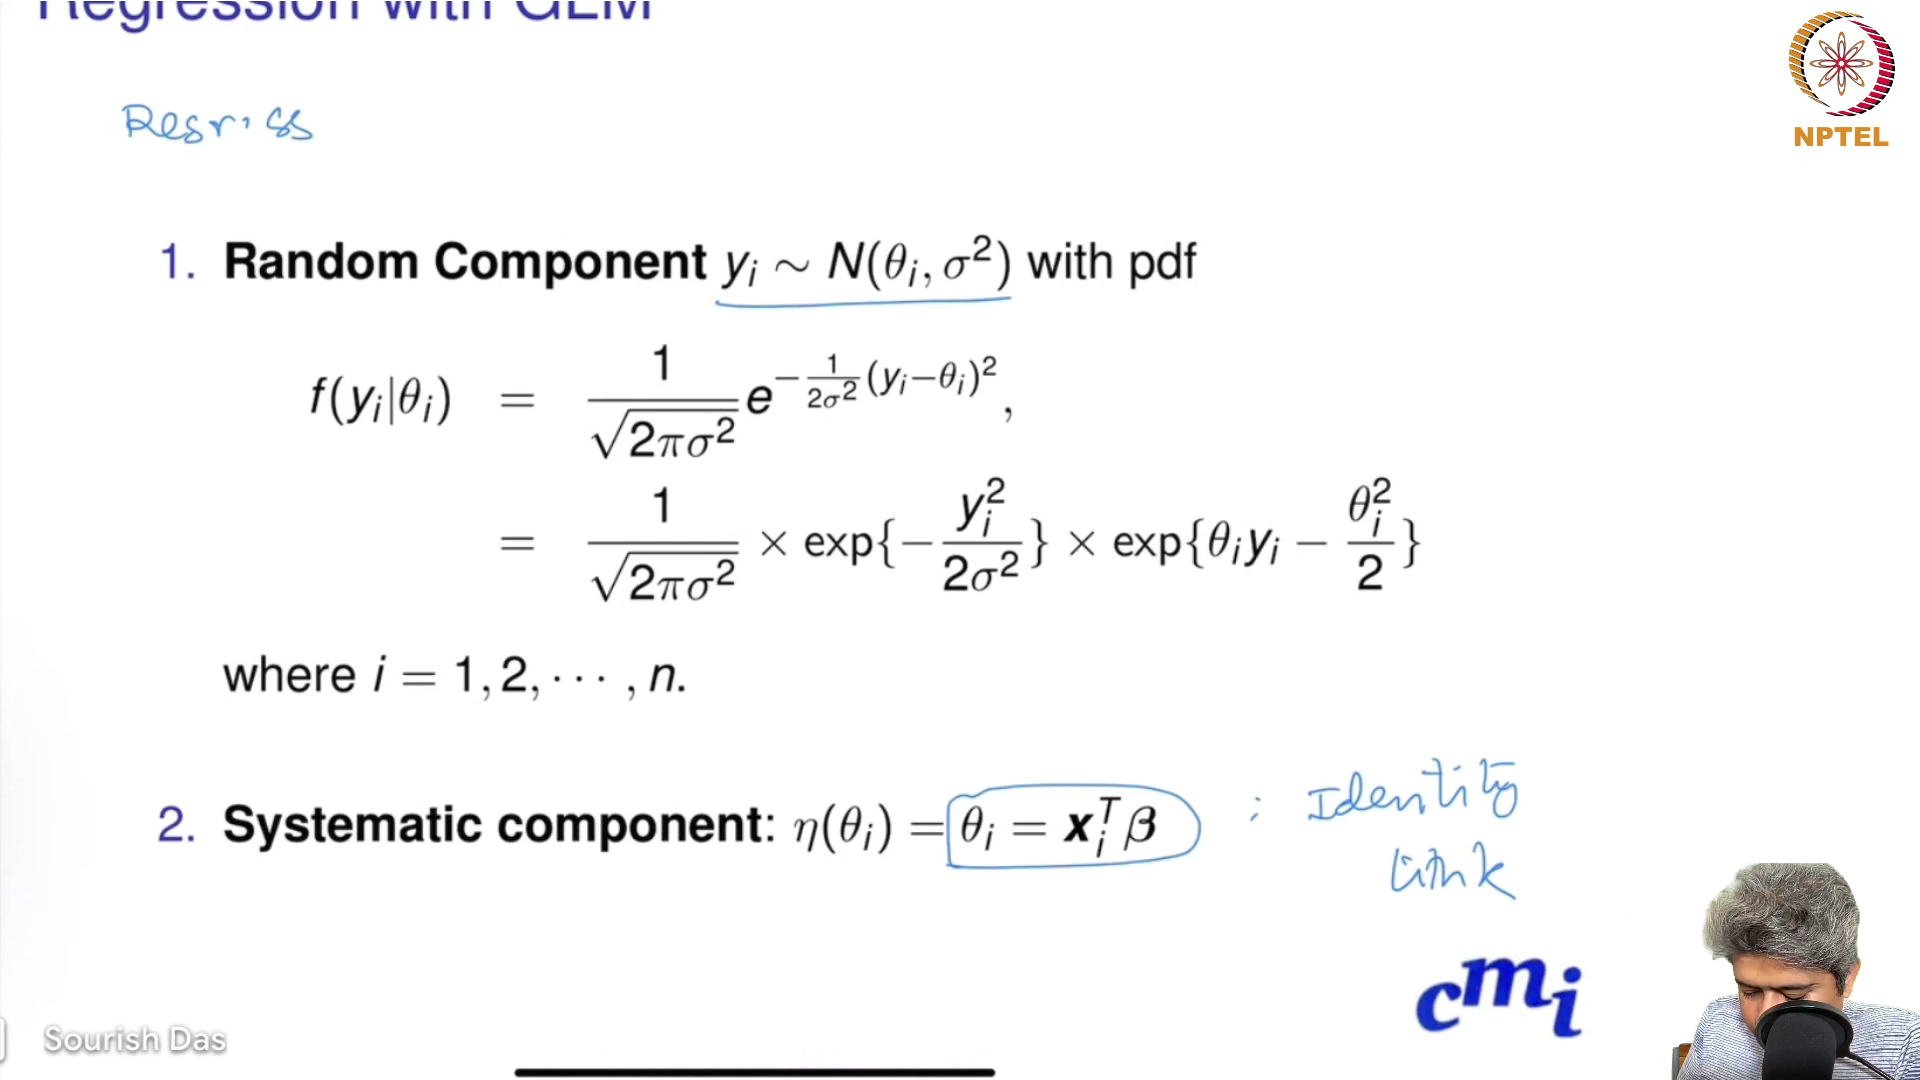 Regression with GLM
NPTEL
Regriss
1. Random Component yᵢ ∼ N(θᵢ, σ²) with pdf
f(yᵢ|θᵢ) = 1/√(2πσ²) e^{−1/(2σ²) (yᵢ−θᵢ)²},
= 1/√(2πσ²) × exp{−yᵢ²/(2σ²)} × exp{θᵢyᵢ − θᵢ²/2}
where i = 1, 2, ⋯ , n.
2. Systematic component: η(θᵢ) = θᵢ = xᵢᵀβ : Identity
Link
cmi
Sourish Das